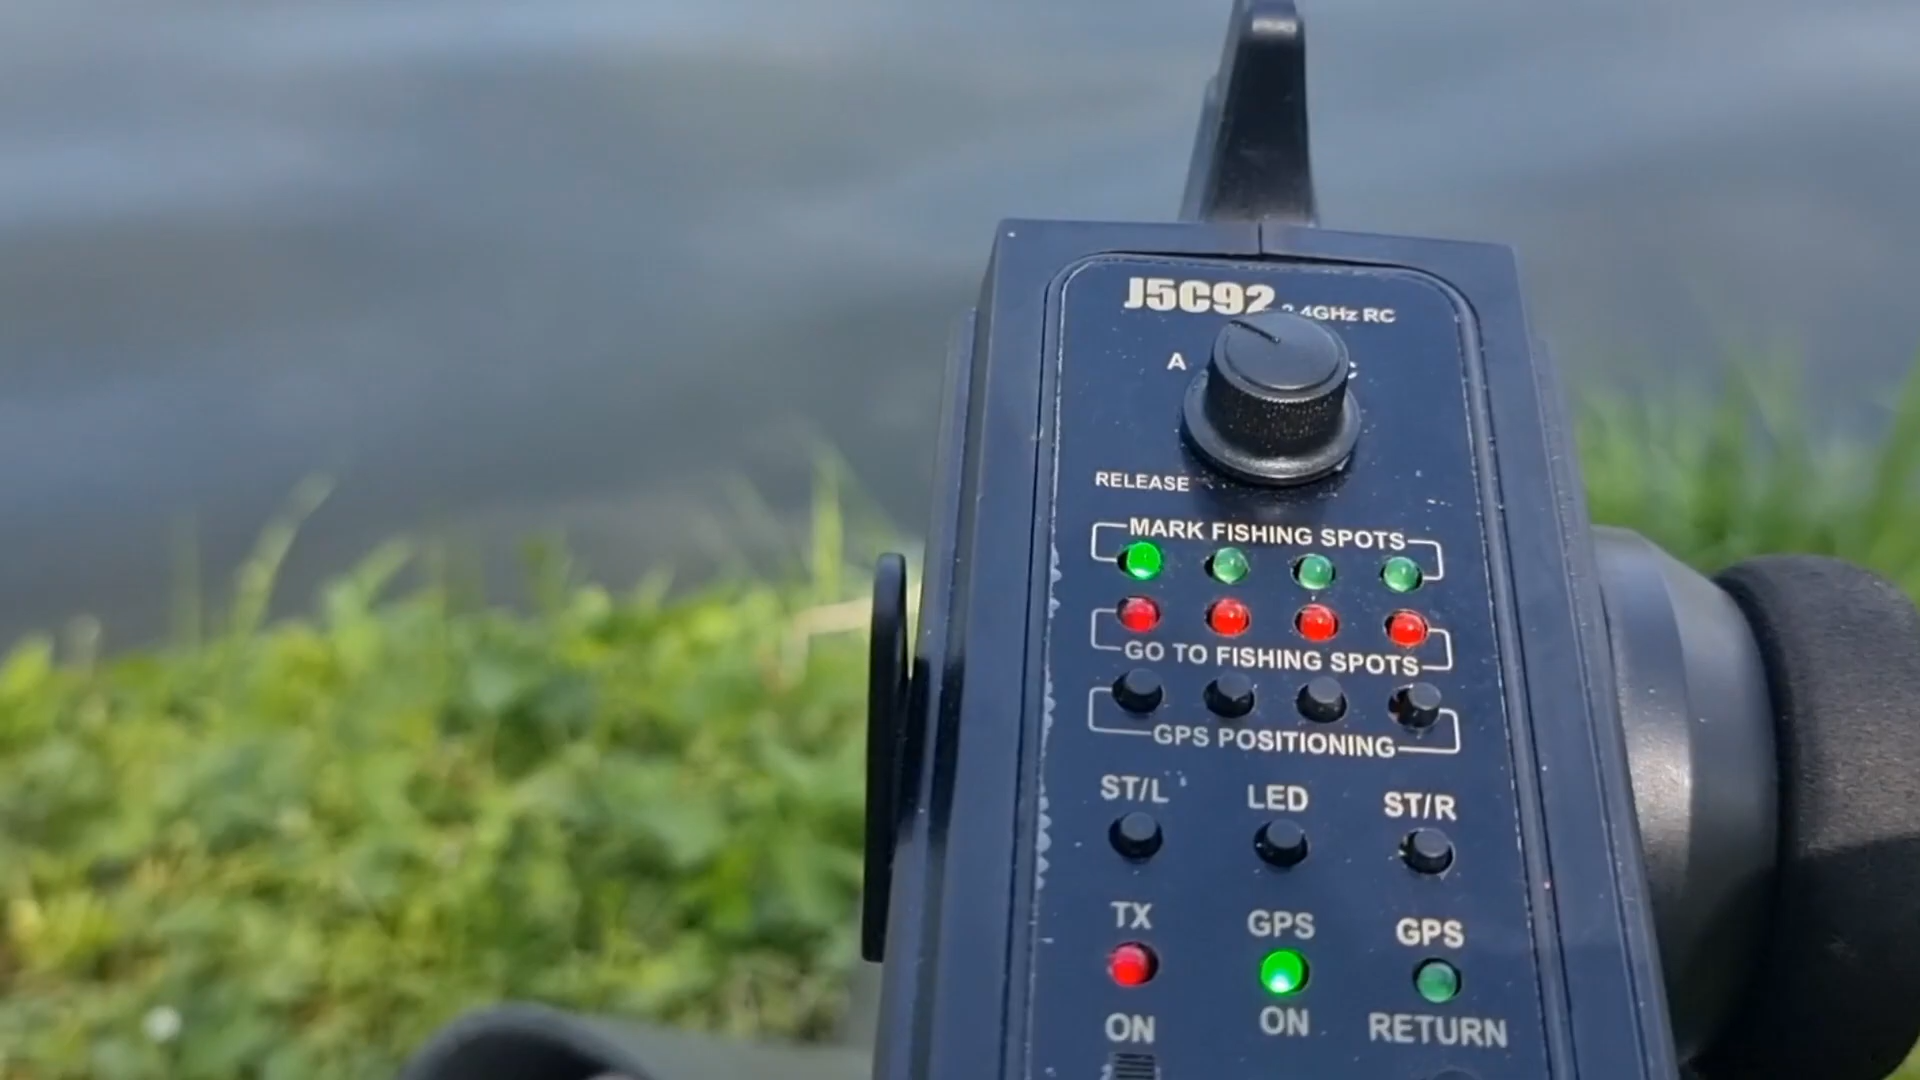 J5C92 2.4GHz RC
A C
RELEASE
MARK FISHING SPOTS
GO TO FISHING SPOTS
GPS POSITIONING
ST/L LED ST/R
TX GPS GPS
ON ON RETURN